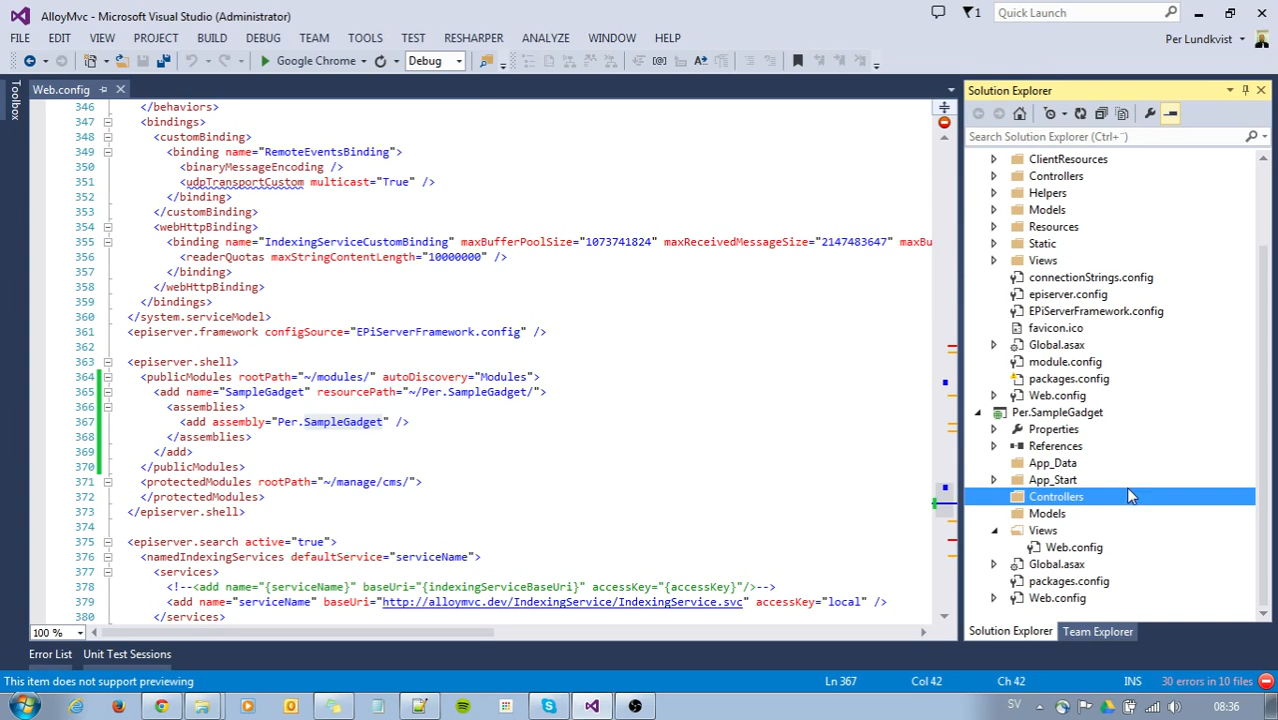 AlloyMvc - Microsoft Visual Studio (Administrator)
1
Quick Launch
FILE EDIT VIEW PROJECT BUILD DEBUG TEAM TOOLS TEST RESHARPER ANALYZE WINDOW HELP
Per Lundkvist
Google Chrome Debug
Toolbox
Web.config
346 </behaviors>
347 <bindings>
348 <customBinding>
349 <binding name="RemoteEventsBinding">
350 <binaryMessageEncoding />
351 <udpTransportCustom multicast="True" />
352 </binding>
353 </customBinding>
354 <webHttpBinding>
355 <binding name="IndexingServiceCustomBinding" maxBufferPoolSize="1073741824" maxReceivedMessageSize="2147483647" maxBu
356 <readerQuotas maxStringContentLength="10000000" />
357 </binding>
358 </webHttpBinding>
359 </bindings>
360 </system.serviceModel>
361 <episerver.framework configSource="EPiServerFramework.config" />
362
363 <episerver.shell>
364 <publicModules rootPath="~/modules/" autoDiscovery="Modules">
365 <add name="SampleGadget" resourcePath="~/Per.SampleGadget/">
366 <assemblies>
367 <add assembly="Per.SampleGadget" />
368 </assemblies>
369 </add>
370 </publicModules>
371 <protectedModules rootPath="~/manage/cms/">
372 </protectedModules>
373 </episerver.shell>
374
375 <episerver.search active="true">
376 <namedIndexingServices defaultService="serviceName">
377 <services>
378 <!--<add name="{serviceName}" baseUri="{indexingServiceBaseUri}" accessKey="{accessKey}"/>-->
379 <add name="serviceName" baseUri="http://alloymvc.dev/IndexingService/IndexingService.svc" accessKey="local" />
380 </services>
100 %
Solution Explorer
Search Solution Explorer (Ctrl+¨)
ClientResources
Controllers
Helpers
Models
Resources
Static
Views
connectionStrings.config
episerver.config
EPiServerFramework.config
favicon.ico
Global.asax
module.config
packages.config
Web.config
Per.SampleGadget
Properties
References
App_Data
App_Start
Controllers
Models
Views
Web.config
Global.asax
packages.config
Web.config
Solution Explorer Team Explorer
Error List Unit Test Sessions
This item does not support previewing Ln 367 Col 42 Ch 42 INS 30 errors in 10 files
SV 08:36